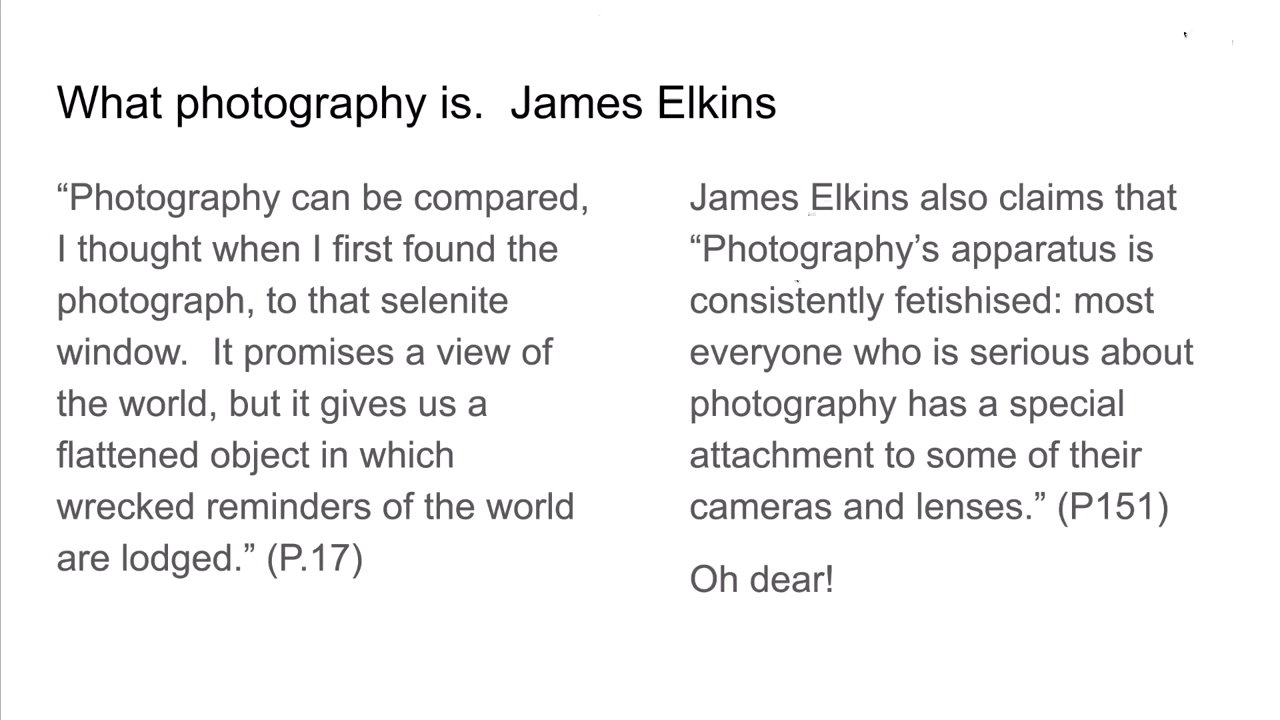 What photography is.  James Elkins
“Photography can be compared,
I thought when I first found the
photograph, to that selenite
window.  It promises a view of
the world, but it gives us a
flattened object in which
wrecked reminders of the world
are lodged.” (P.17)
James Elkins also claims that
“Photography’s apparatus is
consistently fetishised: most
everyone who is serious about
photography has a special
attachment to some of their
cameras and lenses.” (P151)
Oh dear!